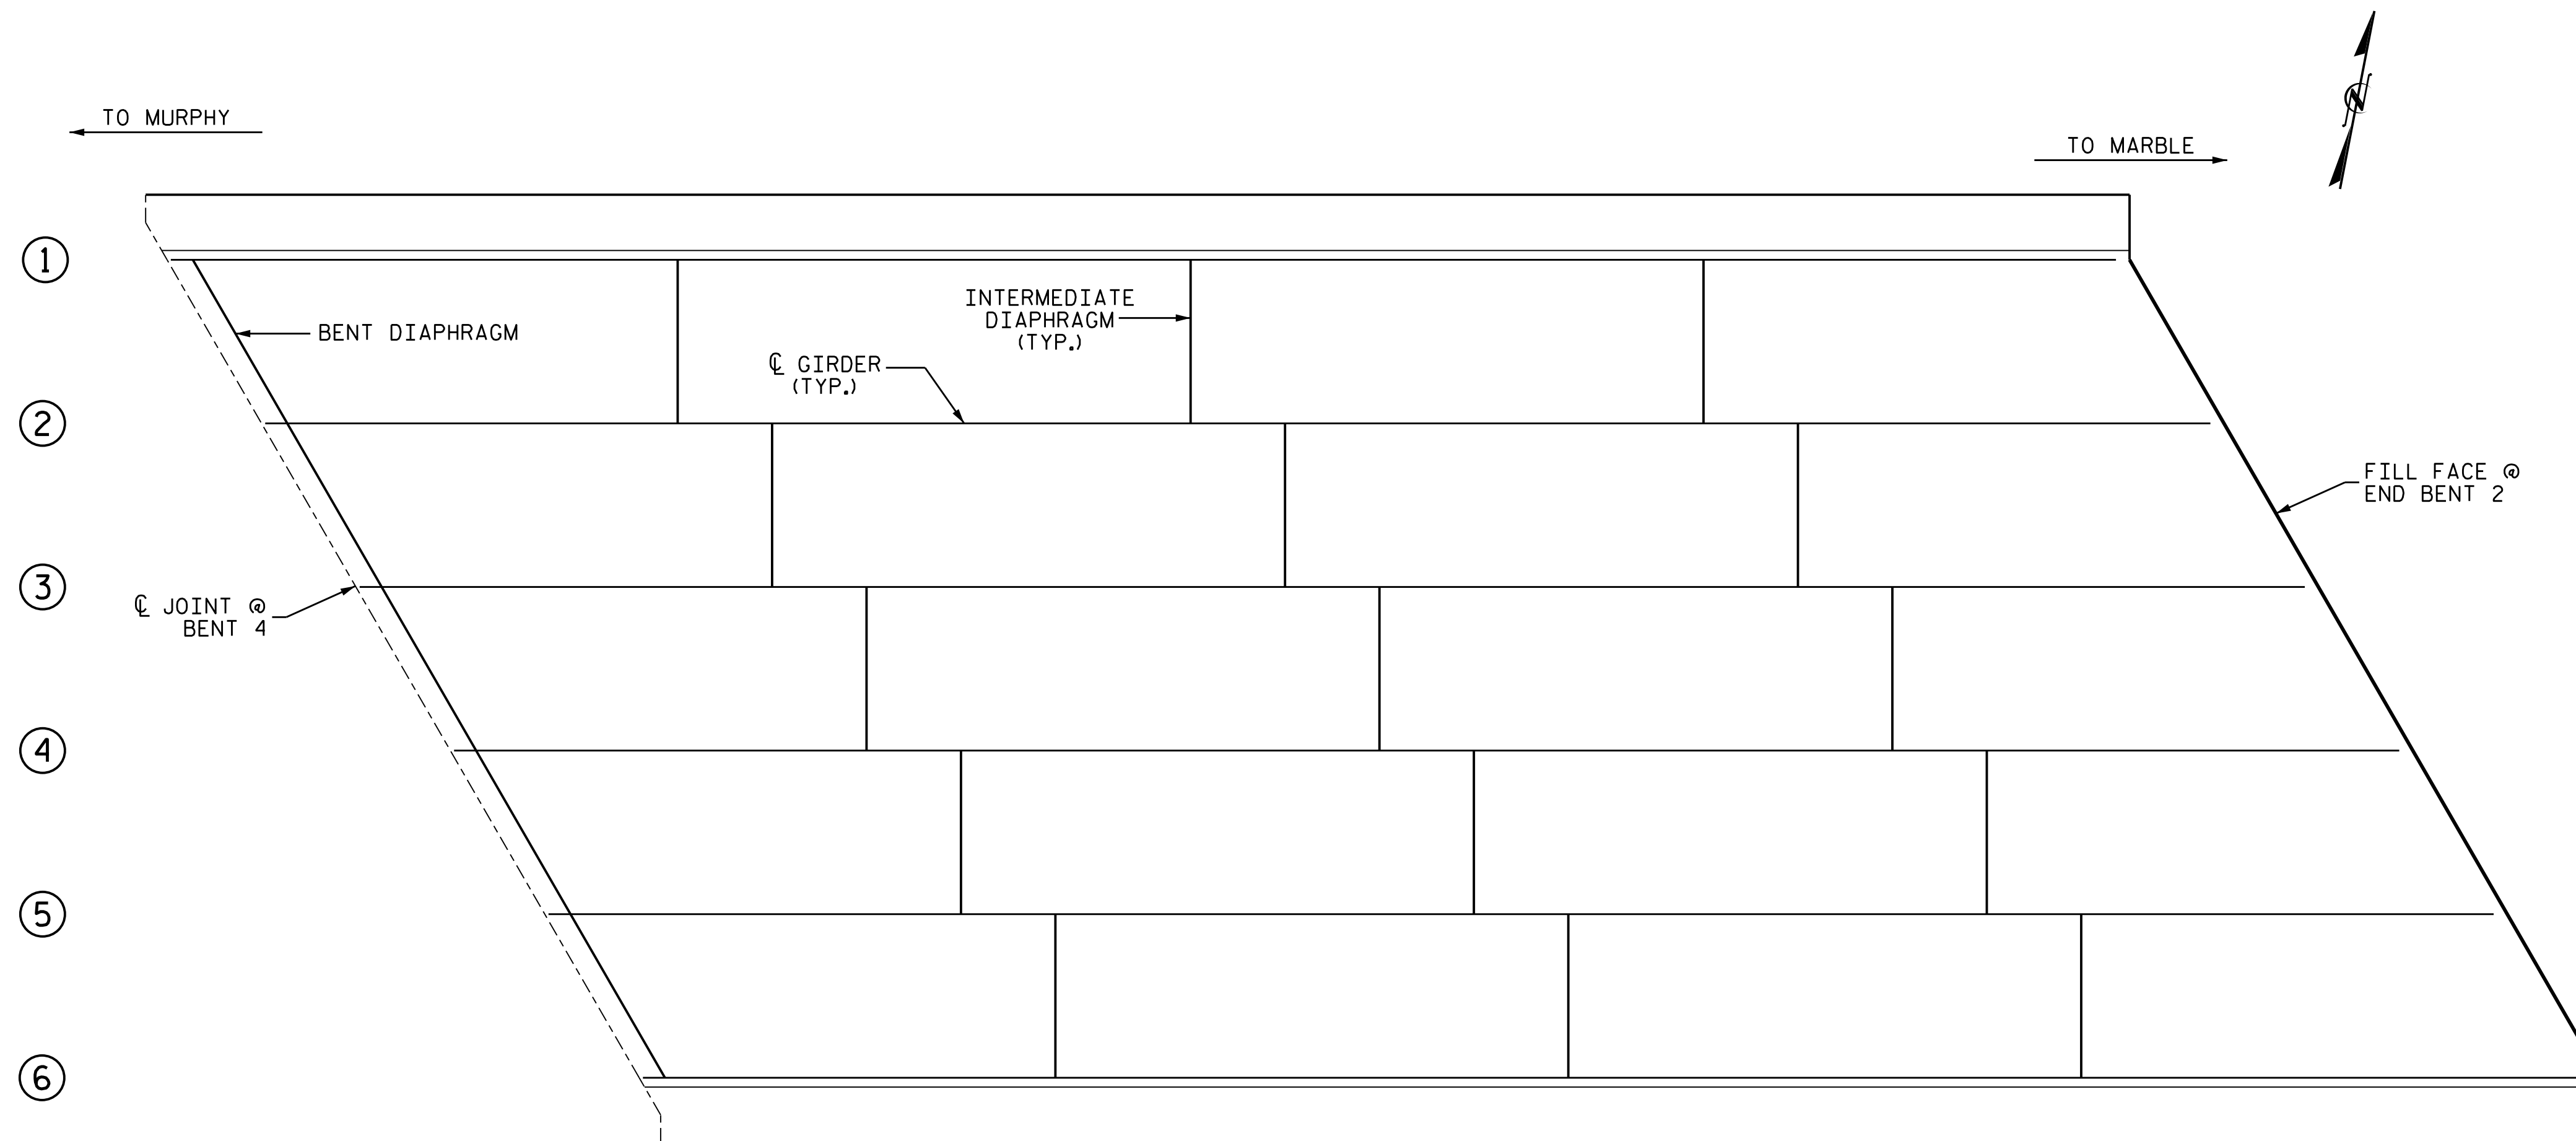 TO MURPHY
TO MARBLE
N
1
INTERMEDIATE
DIAPHRAGM
(TYP.)
BENT DIAPHRAGM
℄ GIRDER
(TYP.)
2
FILL FACE @
END BENT 2
3
℄ JOINT @
BENT 4
4
5
6